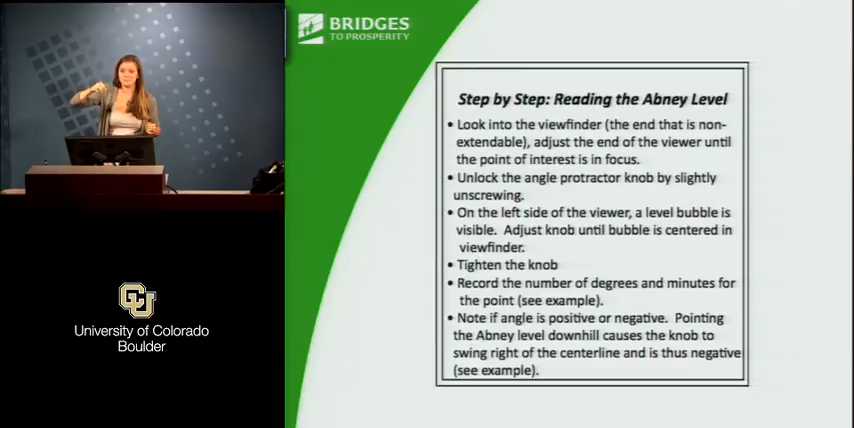 BRIDGES
TO PROSPERITY
Step by Step: Reading the Abney Level
• Look into the viewfinder (the end that is non-
extendable), adjust the end of the viewer until
the point of interest is in focus.
• Unlock the angle protractor knob by slightly
unscrewing.
• On the left side of the viewer, a level bubble is
visible. Adjust knob until bubble is centered in
viewfinder.
• Tighten the knob
• Record the number of degrees and minutes for
the point (see example).
• Note if angle is positive or negative. Pointing
the Abney level downhill causes the knob to
swing right of the centerline and is thus negative
(see example).
CU
University of Colorado
Boulder